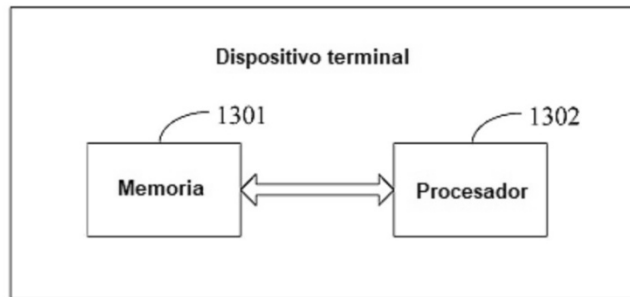 Dispositivo terminal
1301
1302
Memoria
Procesador